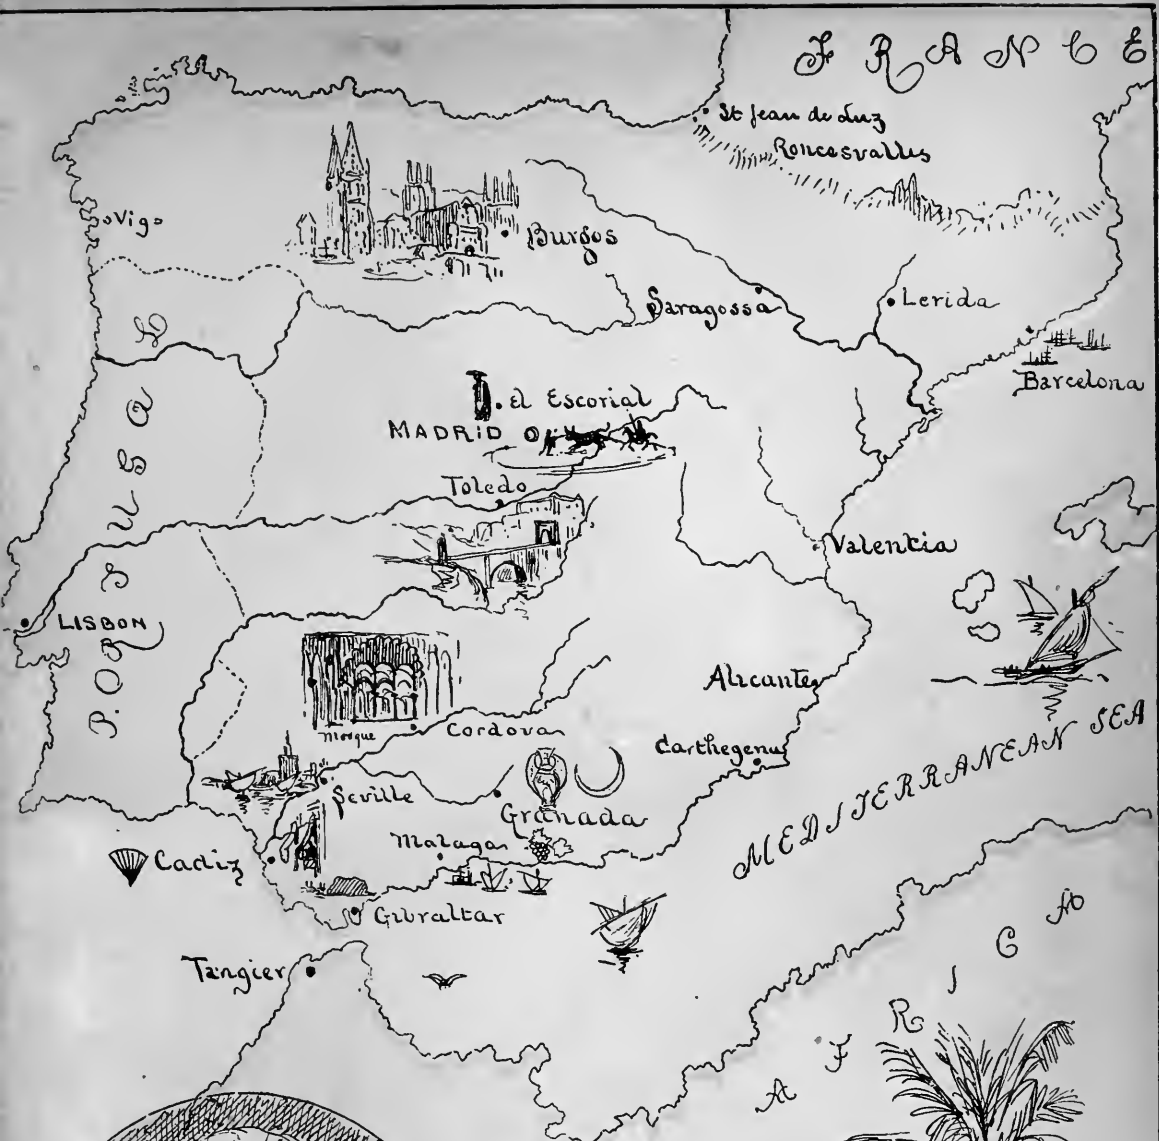 FRANCE
St Jean de Luz
Roncesvalles
Vigo
Burgos
Saragossa
Lerida
Barcelona
El Escorial
MADRID
Toledo
Valentia
PORTUGAL
LISBON
Alicante
Mosque
Cordova
Carthegena
MEDITERRANEAN SEA
Seville
Granada
Malaga
Cadiz
Gibraltar
Tangier
AFRICA